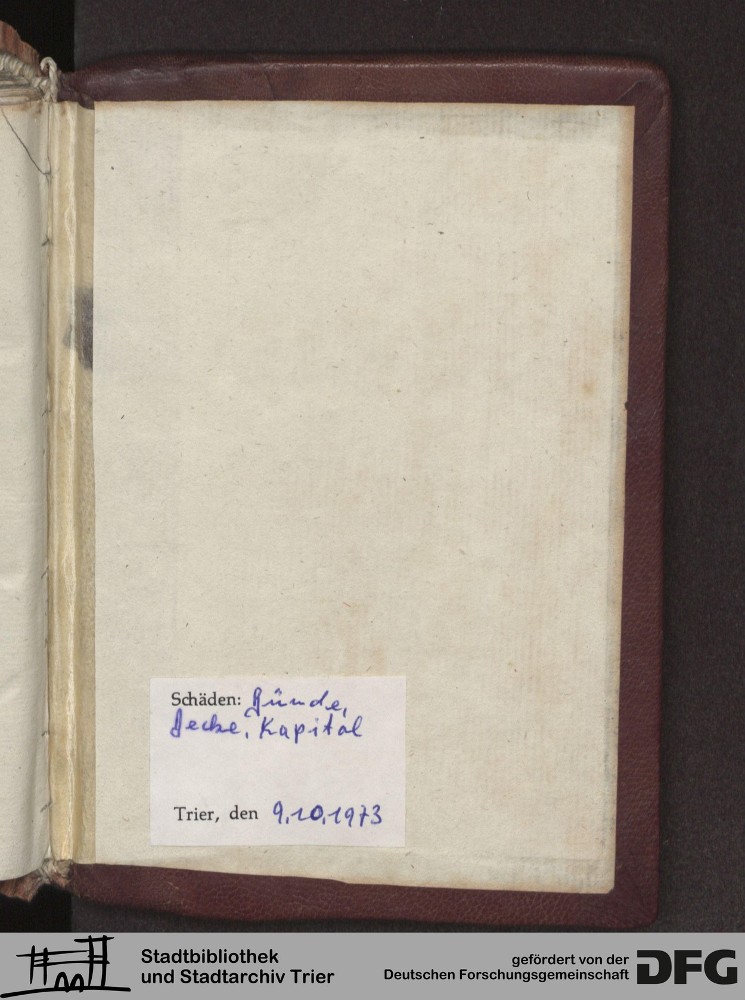 Schäden: Bünde,
Decke, Kapital
Trier, den 9.10.1973
Stadtbibliothek
und Stadtarchiv Trier
gefördert von der
Deutschen Forschungsgemeinschaft
DFG